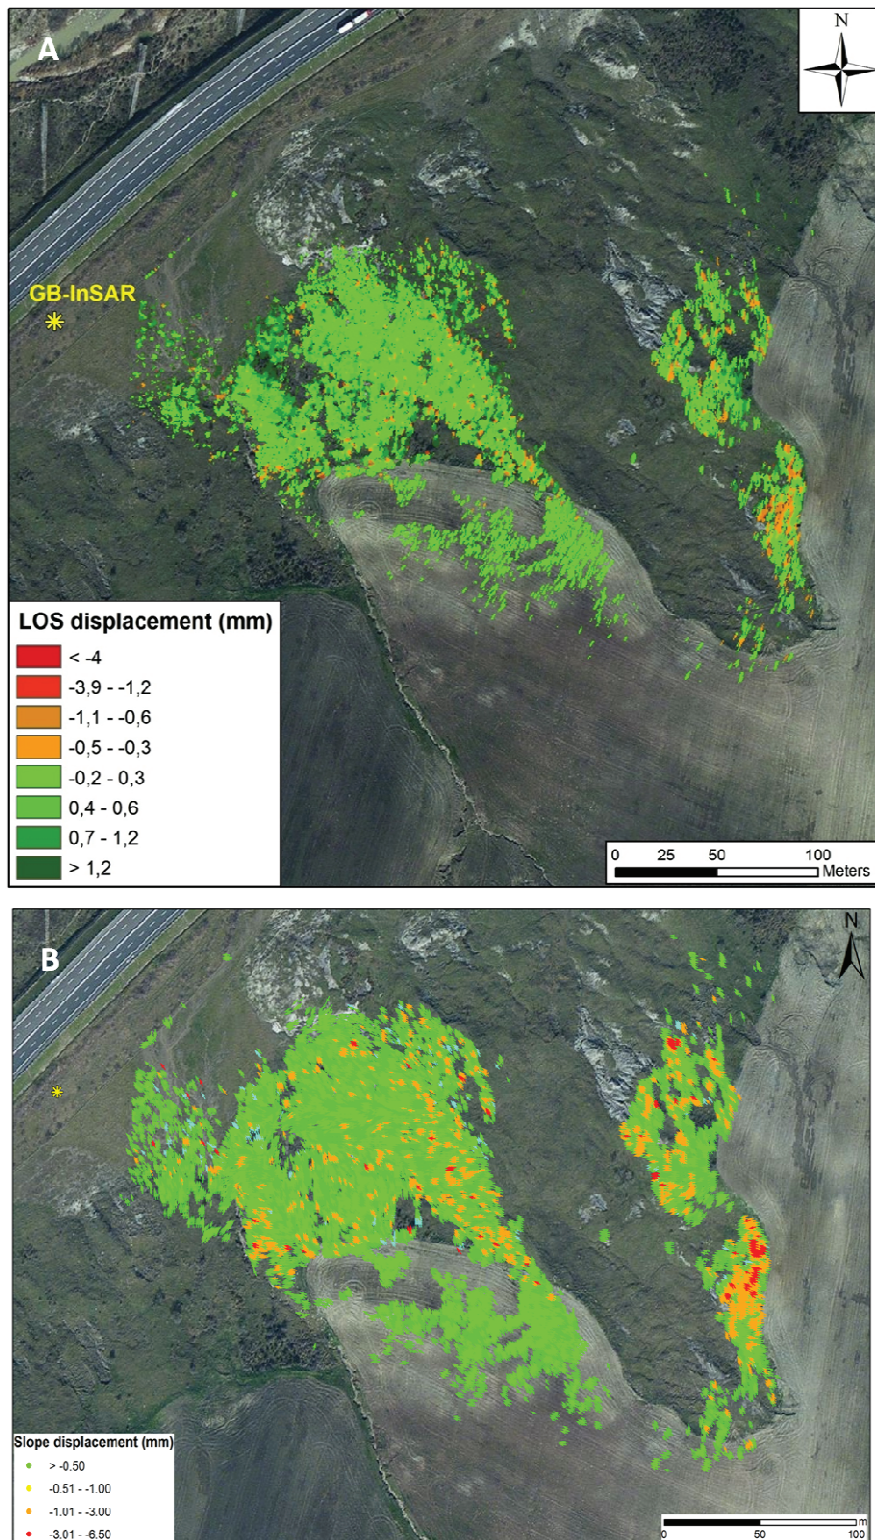 A
N
GB-InSAR
LOS displacement (mm)
< -4
-3,9 - -1,2
-1,1 - -0,6
-0,5 - -0,3
-0,2 - 0,3
0,4 - 0,6
0,7 - 1,2
> 1,2
0 25 50 100
Meters
B
N
Slope displacement (mm)
> -0.50
-0.51 - -1.00
-1.01 - -3.00
-3.01 - -6.50
m
0 50 100